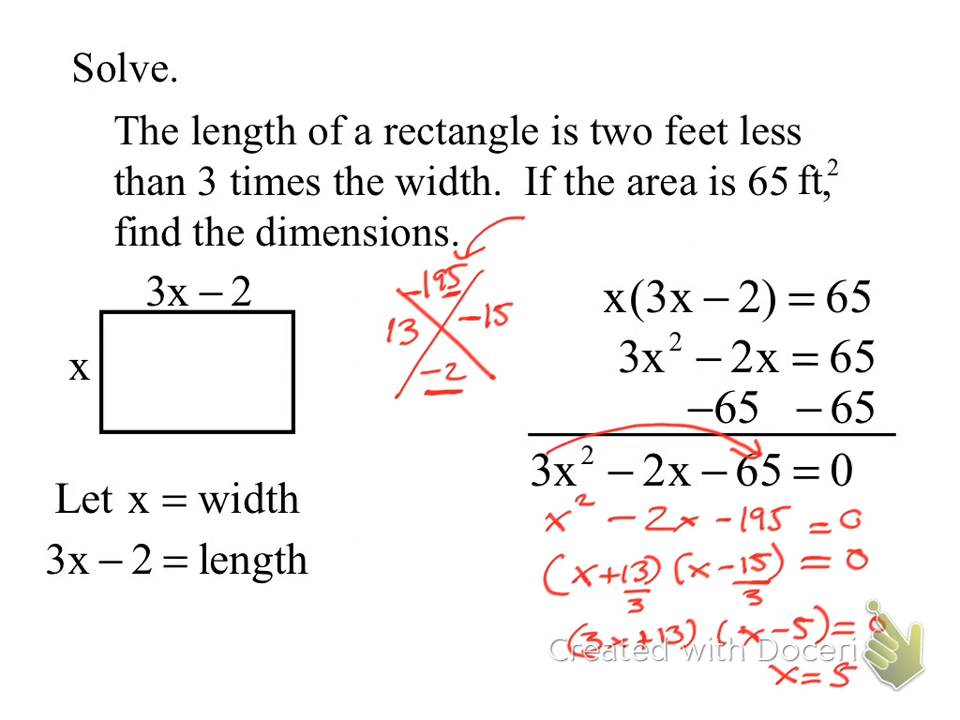 Solve.
The length of a rectangle is two feet less
than 3 times the width. If the area is 65 ft,²
find the dimensions.
3x − 2
x
Let x = width
3x − 2 = length
−195
13 −15
−2
x(3x − 2) = 65
3x² − 2x = 65
−65 − 65
3x² − 2x − 65 = 0
x² − 2x − 195 = 0
(x + 13/3) (x − 15/3) = 0
(3x + 13) (x − 5) = 0
Created with Doceri
x = 5